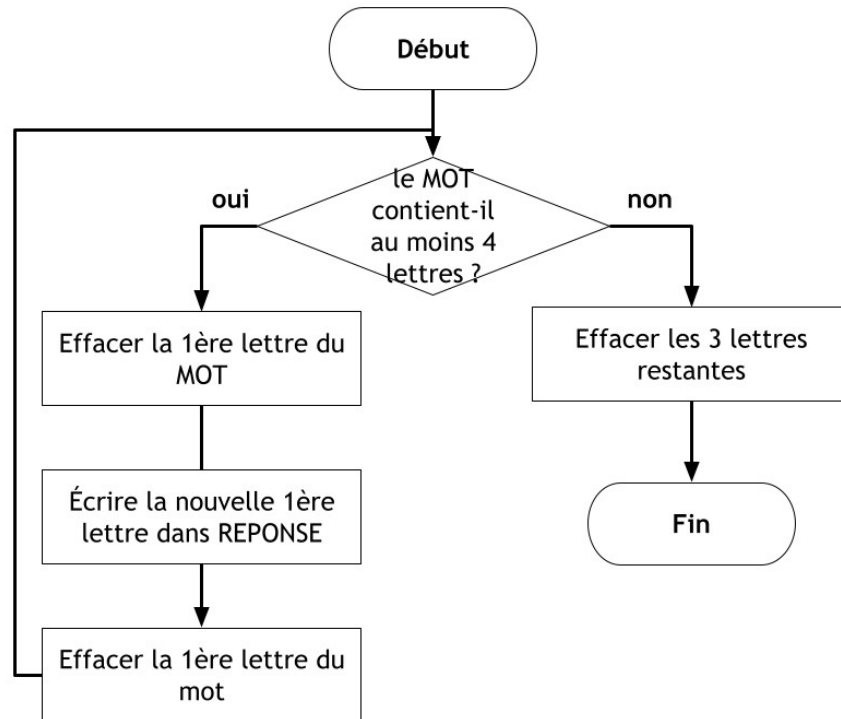 Début
le MOT
contient-il
au moins 4
lettres ?
oui
non
Effacer la 1ère lettre du
MOT
Effacer les 3 lettres
restantes
Écrire la nouvelle 1ère
lettre dans REPONSE
Fin
Effacer la 1ère lettre du
mot